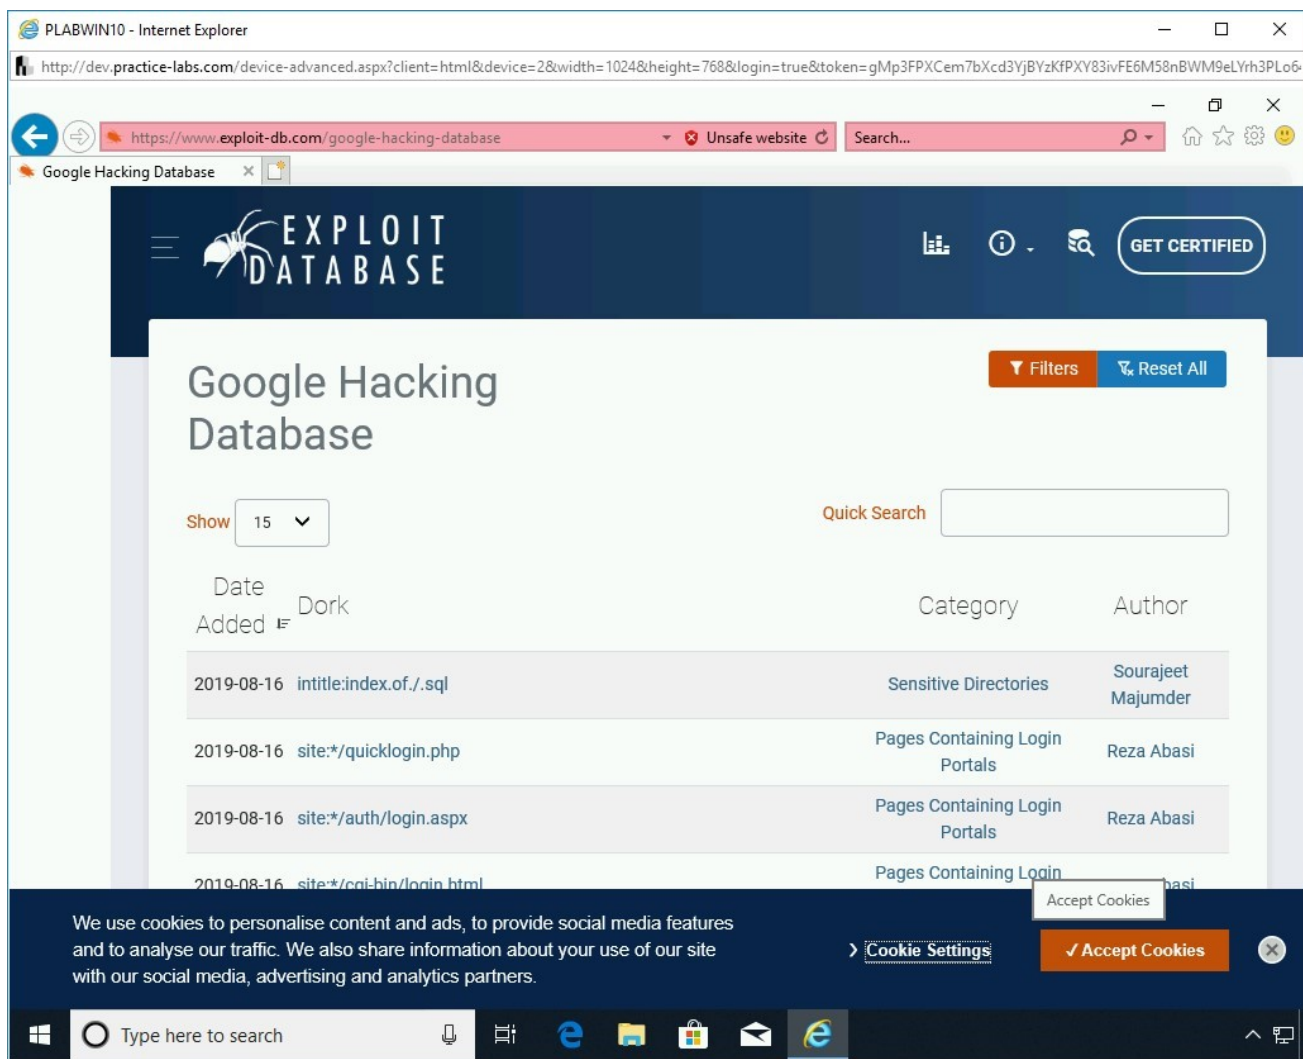 PLABWIN10 - Internet Explorer
http://dev.practice-labs.com/device-advanced.aspx?client=html&device=2&width=1024&height=768&login=true&token=gMp3FPXCem7bXcd3YjBYzKfPXY83ivFE6M58nBWM9eLYrh3PLo6
https://www.exploit-db.com/google-hacking-database
Unsafe website
Search...
Google Hacking Database
EXPLOIT
DATABASE
GET CERTIFIED
Google Hacking
Database
Filters
Reset All
Show 15
Quick Search
Date
Added
Dork
Category
Author
2019-08-16 intitle:index.of./.sql Sensitive Directories Sourajeet
Majumder
2019-08-16 site:*/quicklogin.php Pages Containing Login
Portals Reza Abasi
2019-08-16 site:*/auth/login.aspx Pages Containing Login
Portals Reza Abasi
2019-08-16 site:*/cgi-bin/login.html Pages Containing Login
Accept Cookies
We use cookies to personalise content and ads, to provide social media features
and to analyse our traffic. We also share information about your use of our site
with our social media, advertising and analytics partners.
Cookie Settings
✓Accept Cookies
Type here to search